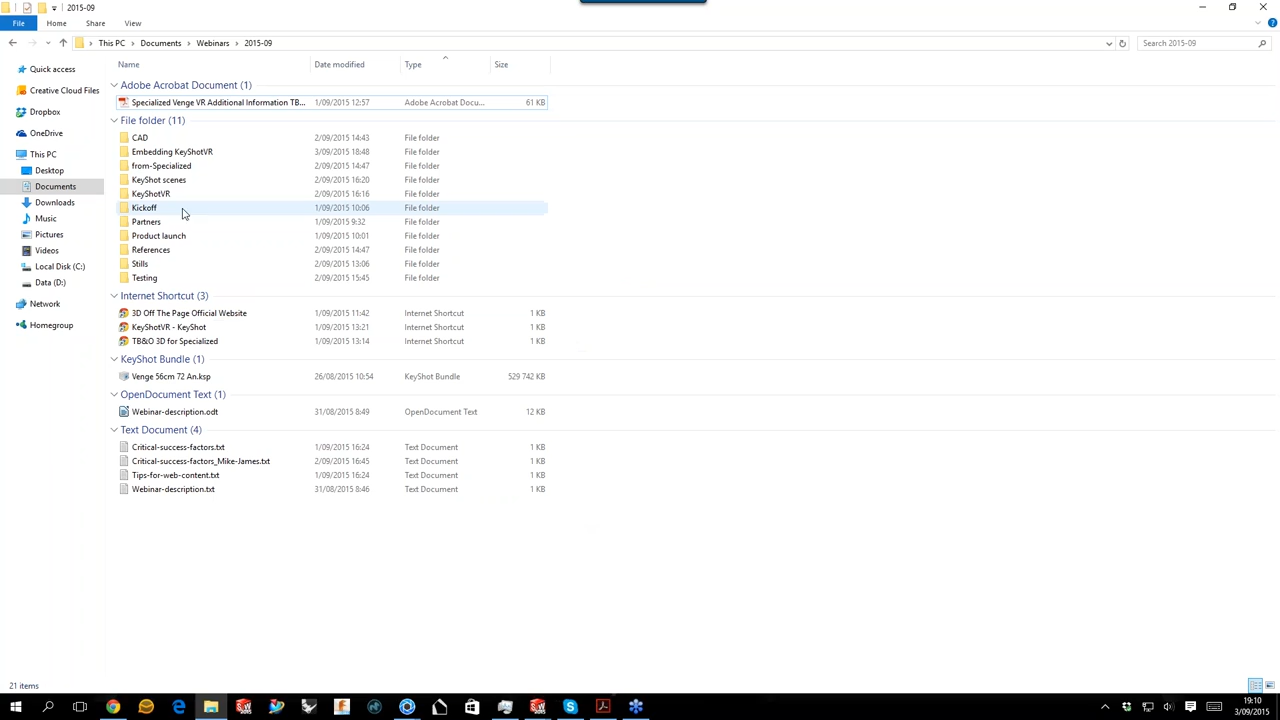 2015-09
File Home Share View
This PC Documents Webinars 2015-09 Search 2015-09
Name Date modified Type Size
Quick access
Creative Cloud Files
Dropbox
OneDrive
This PC
Desktop
Documents
Downloads
Music
Pictures
Videos
Local Disk (C:)
Data (D:)
Network
Homegroup
Adobe Acrobat Document (1)
Specialized Venge VR Additional Information TB... 1/09/2015 12:57 Adobe Acrobat Docu... 61 KB
File folder (11)
CAD 2/09/2015 14:43 File folder
Embedding KeyShotVR 3/09/2015 18:48 File folder
from-Specialized 2/09/2015 14:47 File folder
KeyShot scenes 2/09/2015 16:20 File folder
KeyShotVR 2/09/2015 16:16 File folder
Kickoff 1/09/2015 10:06 File folder
Partners 1/09/2015 9:32 File folder
Product launch 1/09/2015 10:01 File folder
References 2/09/2015 14:47 File folder
Stills 2/09/2015 13:06 File folder
Testing 2/09/2015 15:45 File folder
Internet Shortcut (3)
3D Off The Page Official Website 1/09/2015 11:42 Internet Shortcut 1 KB
KeyShotVR - KeyShot 1/09/2015 13:21 Internet Shortcut 1 KB
TB&O 3D for Specialized 1/09/2015 13:14 Internet Shortcut 1 KB
KeyShot Bundle (1)
Venge 56cm 72 An.ksp 26/08/2015 10:54 KeyShot Bundle 529 742 KB
OpenDocument Text (1)
Webinar-description.odt 31/08/2015 8:49 OpenDocument Text 12 KB
Text Document (4)
Critical-success-factors.txt 1/09/2015 16:24 Text Document 1 KB
Critical-success-factors_Mike-James.txt 2/09/2015 16:45 Text Document 1 KB
Tips-for-web-content.txt 1/09/2015 16:24 Text Document 1 KB
Webinar-description.txt 31/08/2015 8:46 Text Document 1 KB
21 items
19:10
3/09/2015